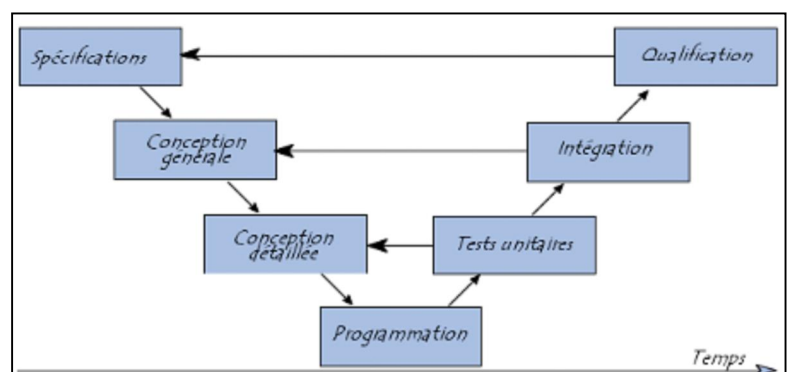 Spécifications
Qualification
Conception
générale
Intégration
Conception
détaillée
Tests unitaires
Programmation
Temps